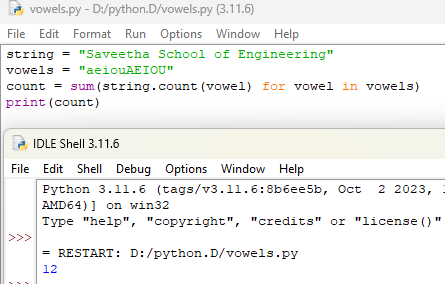 vowels.py - D:/python.D/vowels.py (3.11.6)
File Edit Format Run Options Window Help
string = "Saveetha School of Engineering"
vowels = "aeiouAEIOU"
count = sum(string.count(vowel) for vowel in vowels)
print(count)
IDLE Shell 3.11.6
File Edit Shell Debug Options Window Help
Python 3.11.6 (tags/v3.11.6:8b6ee5b, Oct 2 2023,
AMD64)] on win32
Type "help", "copyright", "credits" or "license()"
>>>
= RESTART: D:/python.D/vowels.py
12
>>>